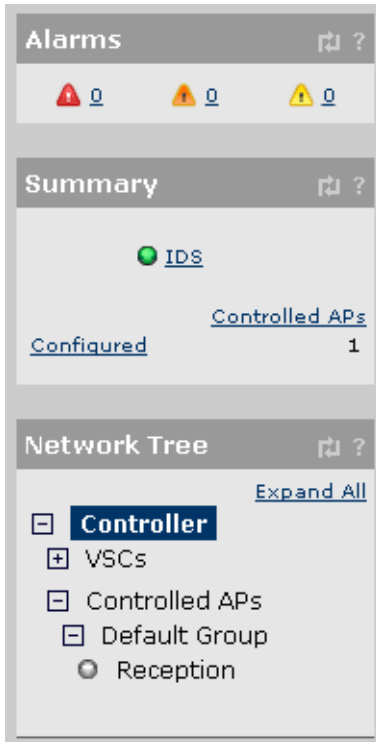 Alarms ?
0 0 0
Summary ?
IDS
Controlled APs
Configured 1
Network Tree ?
Expand All
Controller
VSCs
Controlled APs
Default Group
Reception